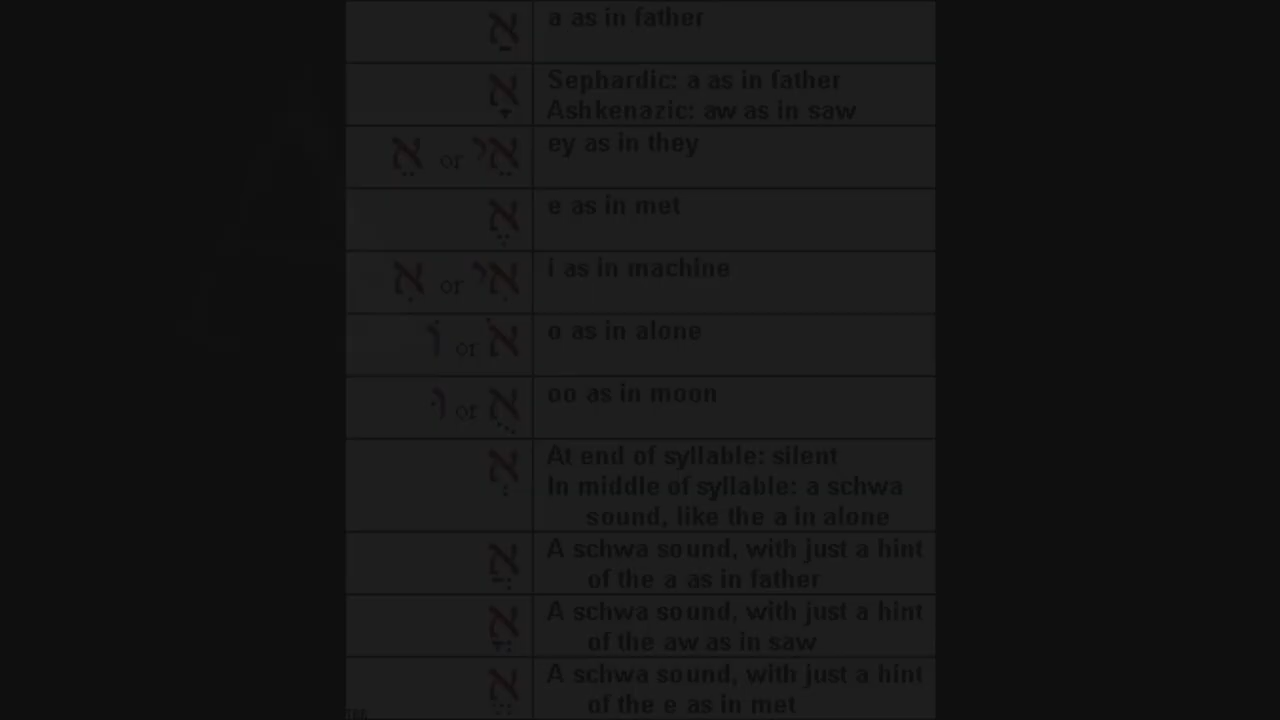 אַ a as in father
אָ Sephardic: a as in father
Ashkenazic: aw as in saw
אֵ or אֵי ey as in they
אֶ e as in met
אִ or אִי i as in machine
וֹ or אֹ o as in alone
וּ or אֻ oo as in moon
אְ At end of syllable: silent
In middle of syllable: a schwa
sound, like the a in alone
אֲ A schwa sound, with just a hint
of the a as in father
אֳ A schwa sound, with just a hint
of the aw as in saw
אֱ A schwa sound, with just a hint
of the e as in met